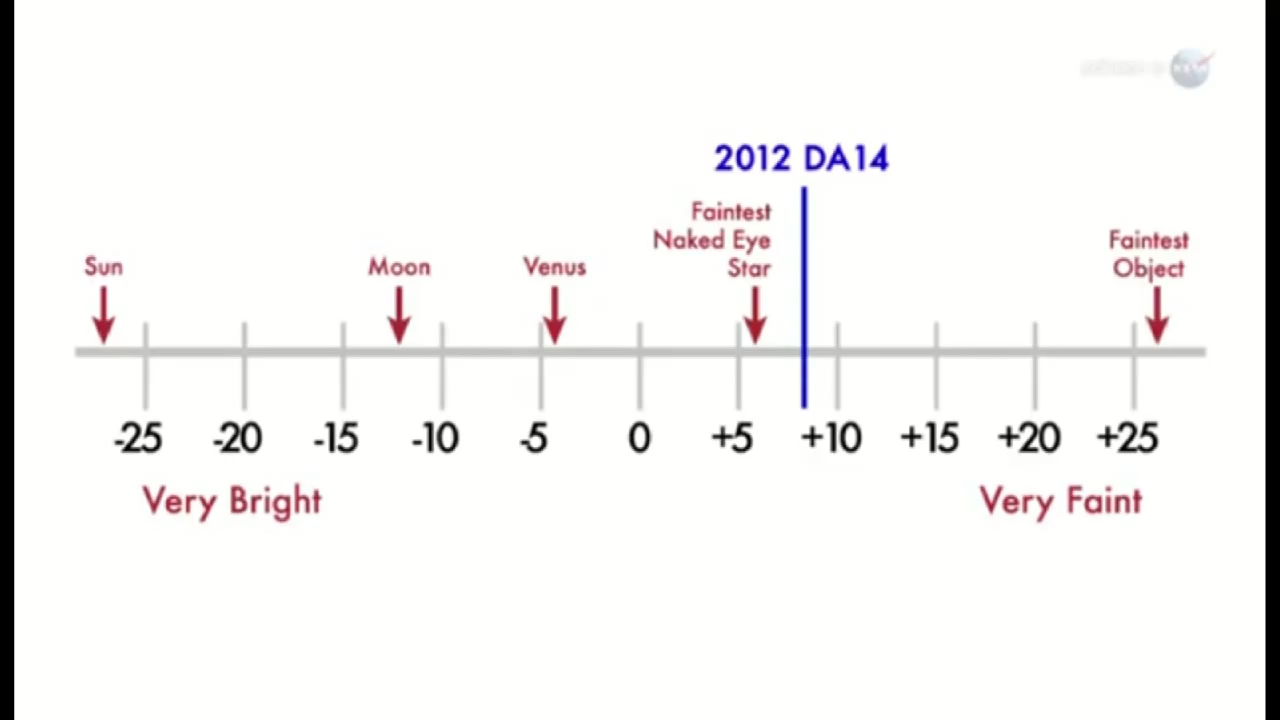 2012 DA14
Faintest
Naked Eye
Star
Faintest
Object
Sun
Moon
Venus
-25 -20 -15 -10 -5 0 +5 +10 +15 +20 +25
Very Bright
Very Faint